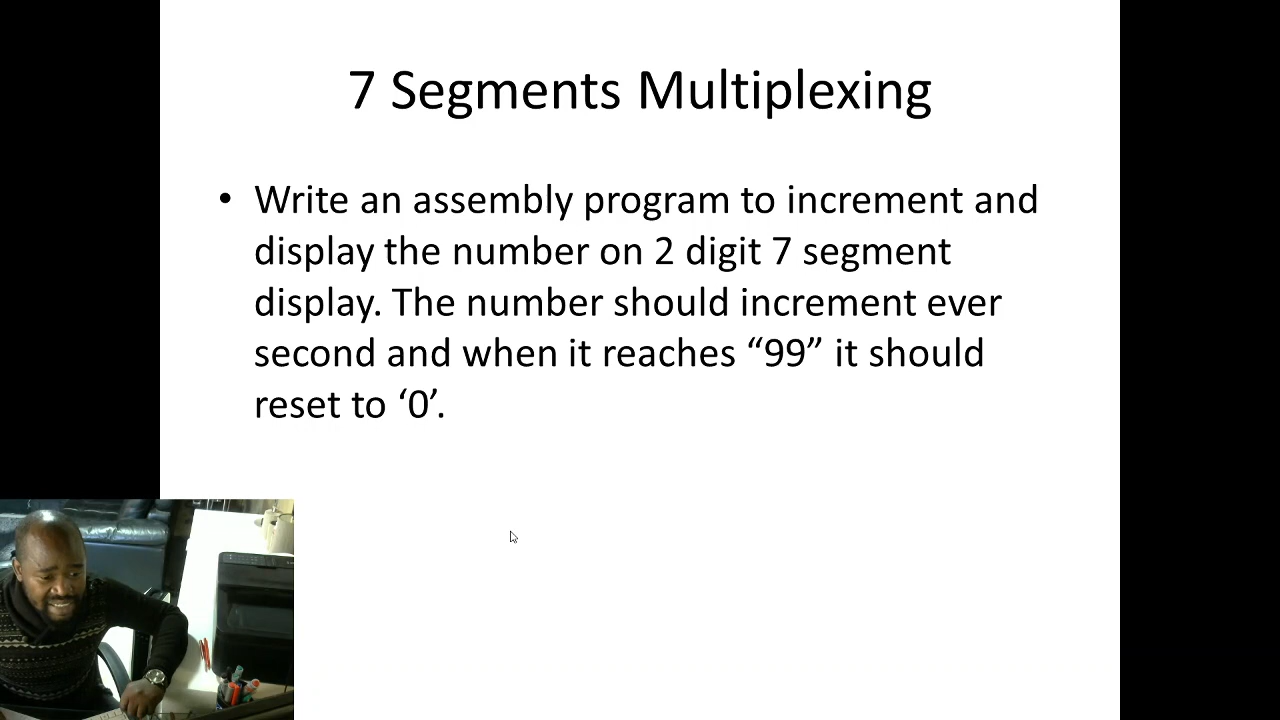 7 Segments Multiplexing
• Write an assembly program to increment and
display the number on 2 digit 7 segment
display. The number should increment ever
second and when it reaches “99” it should
reset to ‘0’.